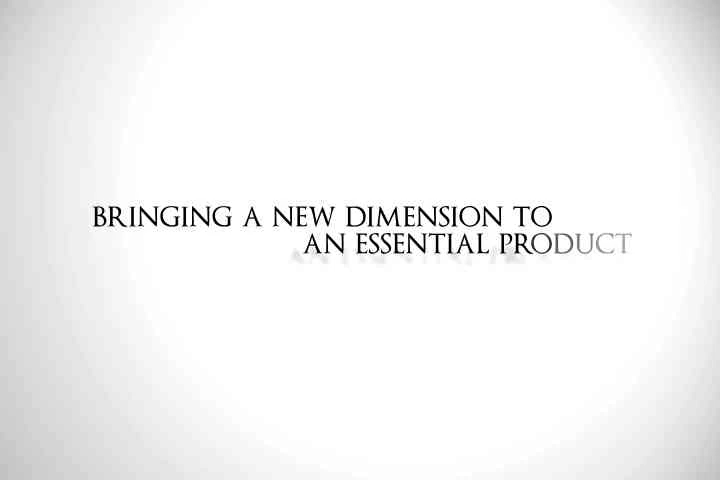 BRINGING A NEW DIMENSION TO
AN ESSENTIAL PRODUCT